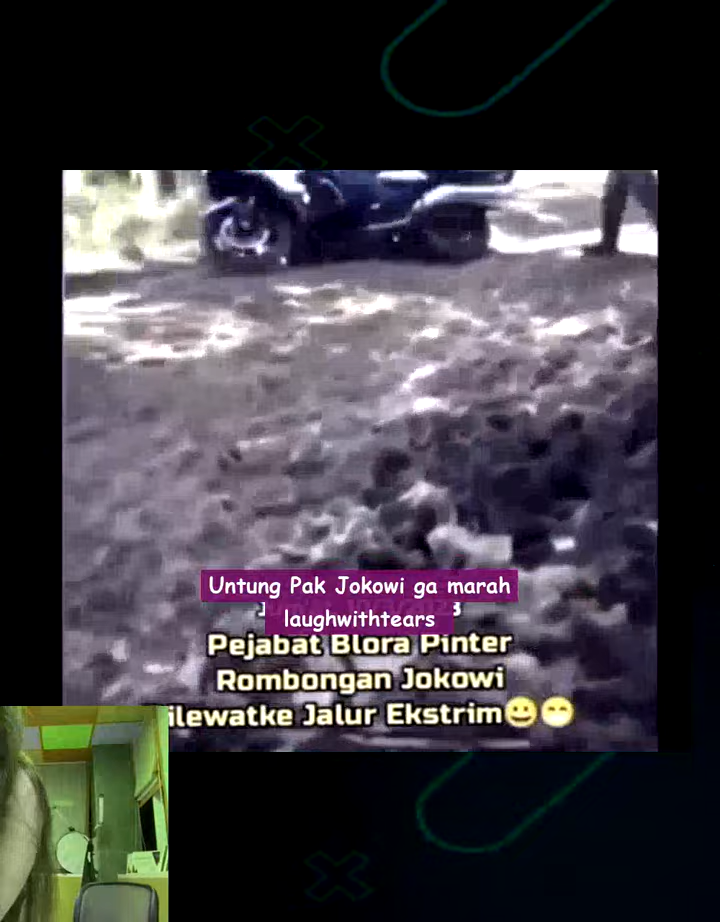 Untung Pak Jokowi ga marah
laughwithtears
Pejabat Blora Pinter
Rombongan Jokowi
ilewatke Jalur Ekstrim😀😁